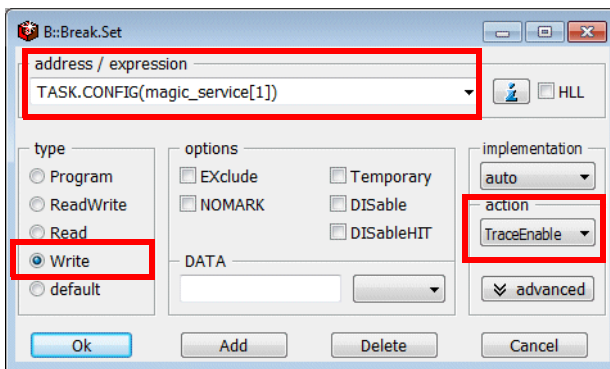 B::Break.Set
address / expression
TASK.CONFIG(magic_service[1])
i
HLL
type
options
implementation
Program
EXclude
Temporary
auto
ReadWrite
NOMARK
DISable
action
Read
DISableHIT
TraceEnable
Write
DATA
default
advanced
Ok
Add
Delete
Cancel